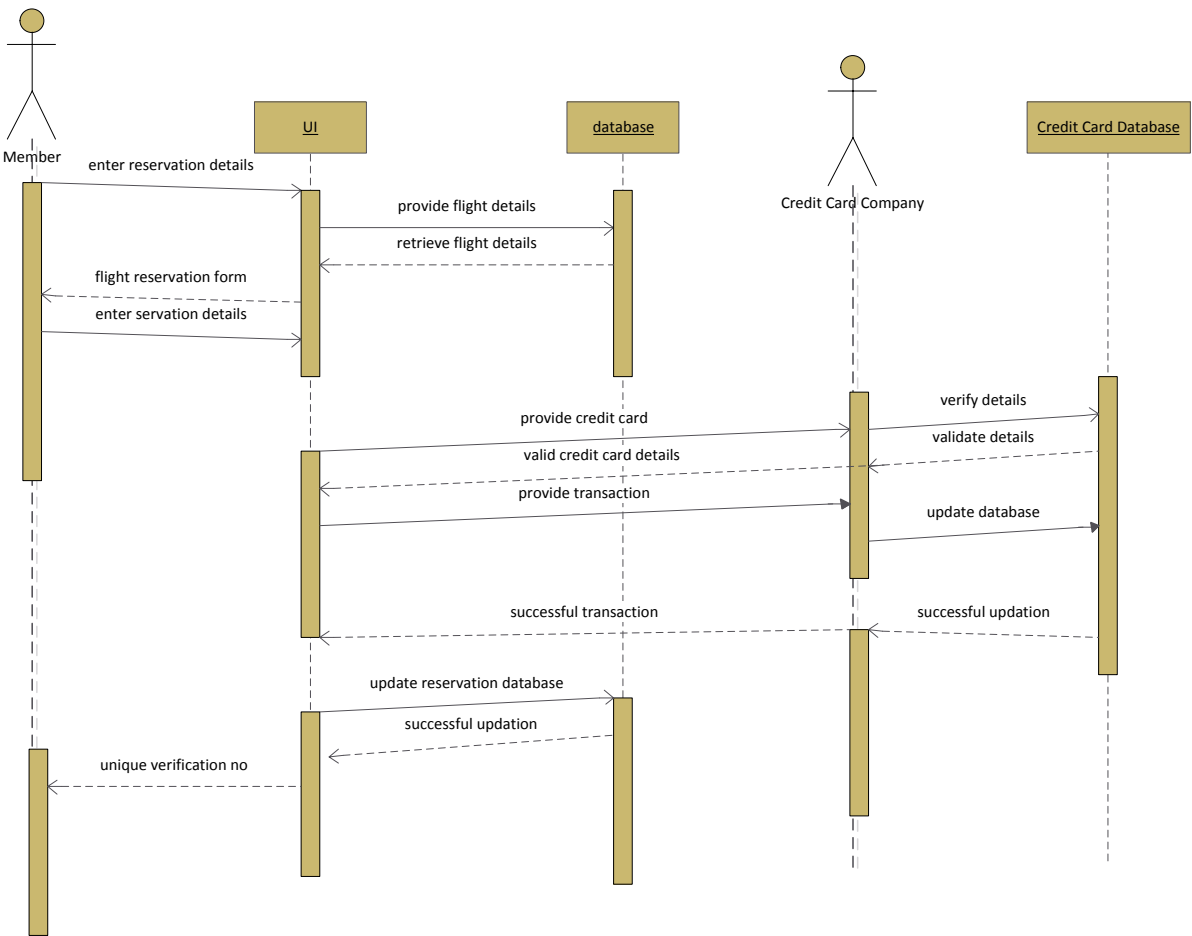 UI
database
Credit Card Database
Member
Credit Card Company
enter reservation details
provide flight details
retrieve flight details
flight reservation form
enter servation details
verify details
provide credit card
validate details
valid credit card details
provide transaction
update database
successful transaction
successful updation
update reservation database
successful updation
unique verification no